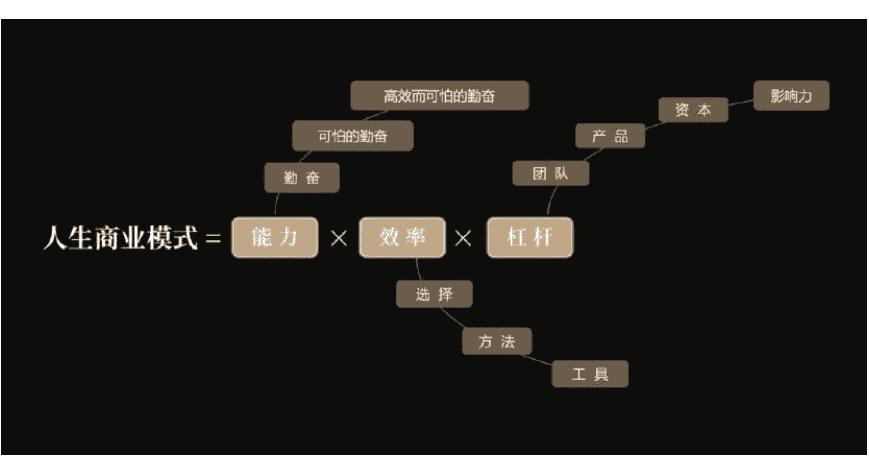 高效而可怕的勤奋
影响力
资本
可怕的勤奋
产品
勤奋
团队
人生商业模式 = 能力 × 效率 × 杠杆
选择
方法
工具